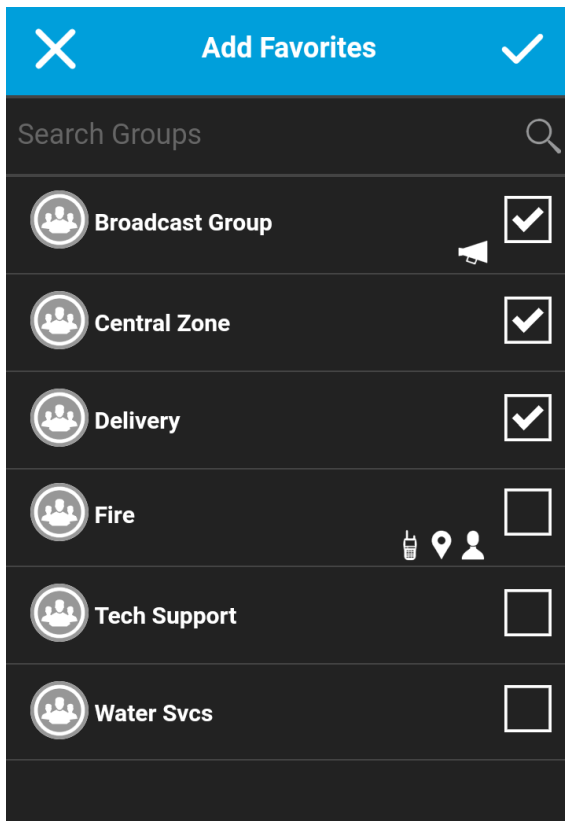 Add Favorites
Search Groups
Broadcast Group
Central Zone
Delivery
Fire
Tech Support
Water Svcs